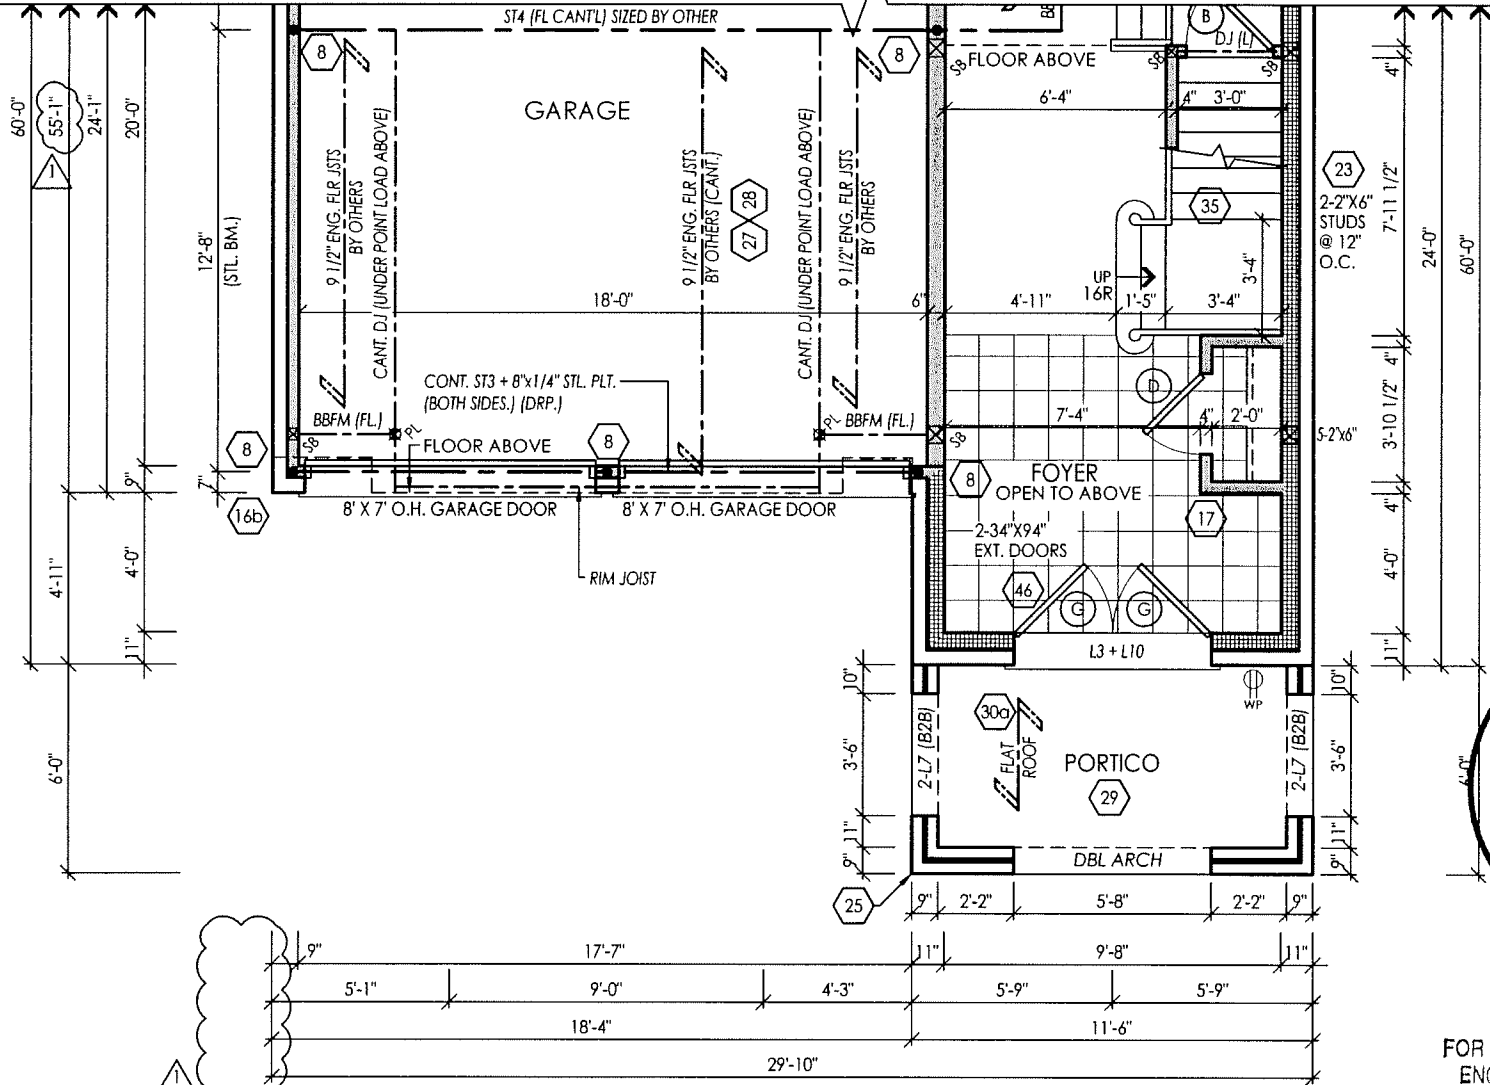 ST4 (FL CANT'L) SIZED BY OTHER
BB
B
DJ (L)
8
8
SB
FLOOR ABOVE
SB
SB
GARAGE
6'-4"
4"
3'-0"
60'-0"
55'-1"
24'-1"
20'-0"
1
12'-8"
(STL. BM.)
9 1/2" ENG. FLR JSTS
BY OTHERS
CANT. DJ (UNDER POINT LOAD ABOVE)
9 1/2" ENG. FLR JSTS
BY OTHERS (CANT.)
28
27
CANT. DJ (UNDER POINT LOAD ABOVE)
9 1/2" ENG. FLR JSTS
BY OTHERS
35
23
2-2"X6"
STUDS
@ 12"
O.C.
4"
7'-11 1/2"
24'-0"
60'-0"
UP
16R
3'-4"
18'-0"
6"
4'-11"
1'-5"
3'-4"
CONT. ST3 + 8"x1/4" STL. PLT.
(BOTH SIDES.) (DRP.)
D
4"
3'-10 1/2"
BBFM (FL.)
PL
PL
BBFM (FL.)
7'-4"
4"
2'-0"
5-2"x6"
8
SB
FLOOR ABOVE
8
SB
8
FOYER
OPEN TO ABOVE
9"
7"
16b
8' X 7' O.H. GARAGE DOOR
8' X 7' O.H. GARAGE DOOR
17
4"
2-34"X94"
EXT. DOORS
RIM JOIST
46
G
G
4'-11"
4'-0"
4'-0"
11"
11"
L3 + L10
10"
10"
WP
30a
FLAT
ROOF
2-L7 (B2B)
2-L7 (B2B)
3'-6"
3'-6"
PORTICO
29
6'-0"
6'-0"
11"
11"
9"
9"
DBL ARCH
25
9"
2'-2"
5'-8"
2'-2"
9"
9"
17'-7"
11"
9'-8"
11"
5'-1"
9'-0"
4'-3"
5'-9"
5'-9"
18'-4"
11'-6"
29'-10"
1
FOR
ENG